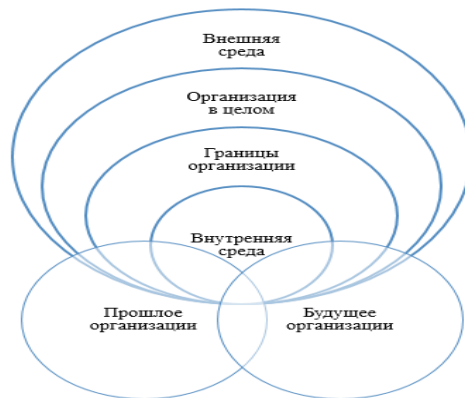 Внешняя
среда
Организация
в целом
Границы
организации
Внутренняя
среда
Прошлое
организации
Будущее
организации